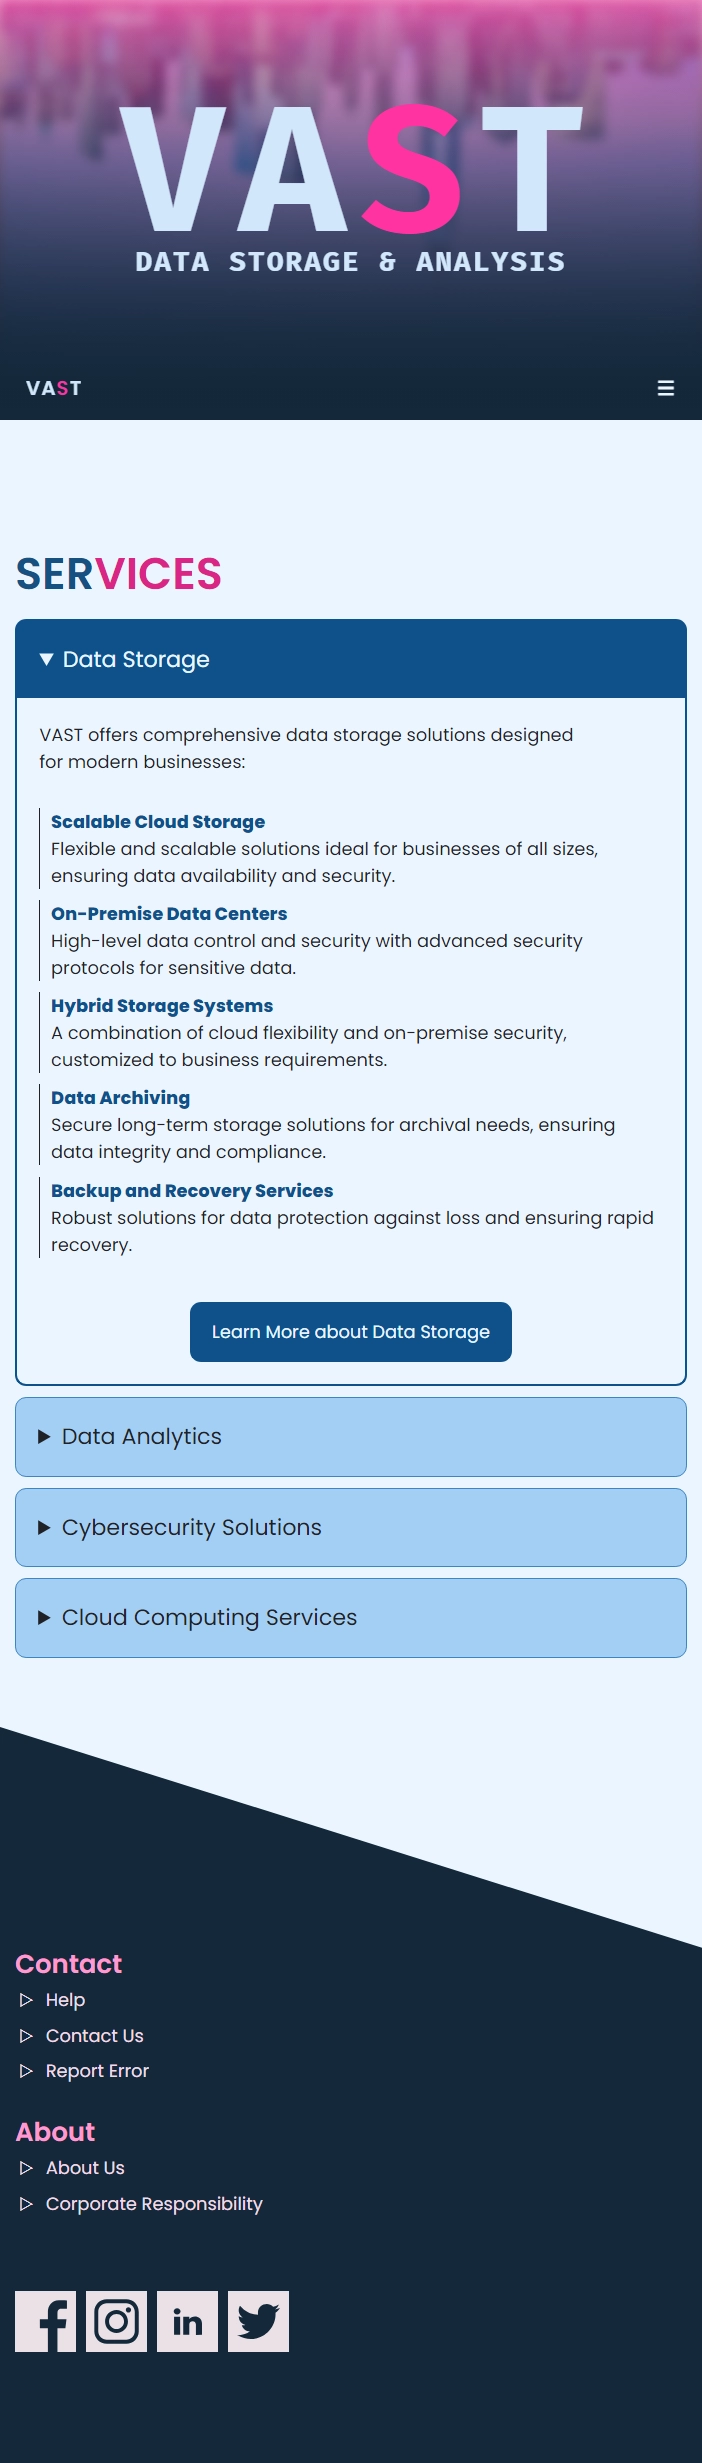 VAST
DATA STORAGE & ANALYSIS
VAST
SERVICES
Data Storage
VAST offers comprehensive data storage solutions designed
for modern businesses:
Scalable Cloud Storage
Flexible and scalable solutions ideal for businesses of all sizes,
ensuring data availability and security.
On-Premise Data Centers
High-level data control and security with advanced security
protocols for sensitive data.
Hybrid Storage Systems
A combination of cloud flexibility and on-premise security,
customized to business requirements.
Data Archiving
Secure long-term storage solutions for archival needs, ensuring
data integrity and compliance.
Backup and Recovery Services
Robust solutions for data protection against loss and ensuring rapid
recovery.
Learn More about Data Storage
Data Analytics
Cybersecurity Solutions
Cloud Computing Services
Contact
Help
Contact Us
Report Error
About
About Us
Corporate Responsibility